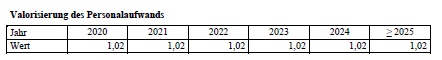 Valorisierung des Personalaufwands
Jahr 2020 2021 2022 2023 2024 ≥ 2025
Wert 1,02 1,02 1,02 1,02 1,02 1,02